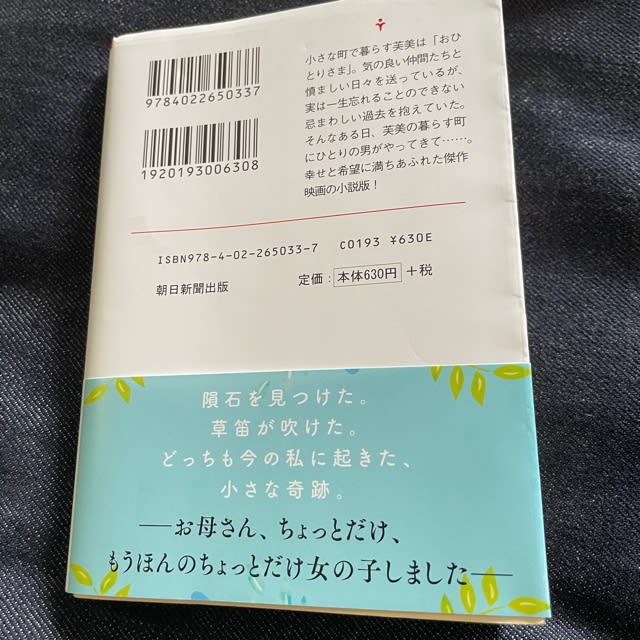 9784022650337
1920193006308
小さな町で暮らす芙美は「おひ
とりさま」。気の良い仲間たちと
慎ましい日々を送っているが、
実は一生忘れることのできない
忌まわしい過去を抱えていた。
そんなある日、芙美の暮らす町
にひとりの男がやってきて……。
幸せと希望に満ちあふれた傑作
映画の小説版！
ISBN978-4-02-265033-7 C0193 ¥630E
朝日新聞出版 定価：本体630円 +税
隕石を見つけた。
草笛が吹けた。
どっちも今の私に起きた、
小さな奇跡。
──お母さん、ちょっとだけ、
もうほんのちょっとだけ女の子しました──